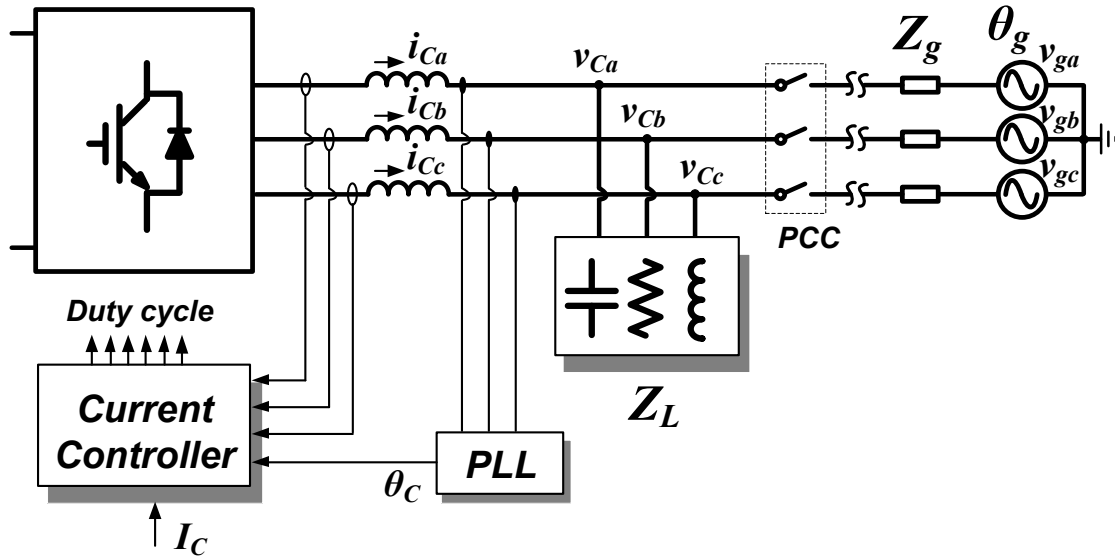 i_Ca
i_Cb
i_Cc
v_Ca
v_Cb
v_Cc
PCC
Z_g
θ_g
v_ga
v_gb
v_gc
Z_L
Duty cycle
Current
Controller
PLL
θ_C
I_C